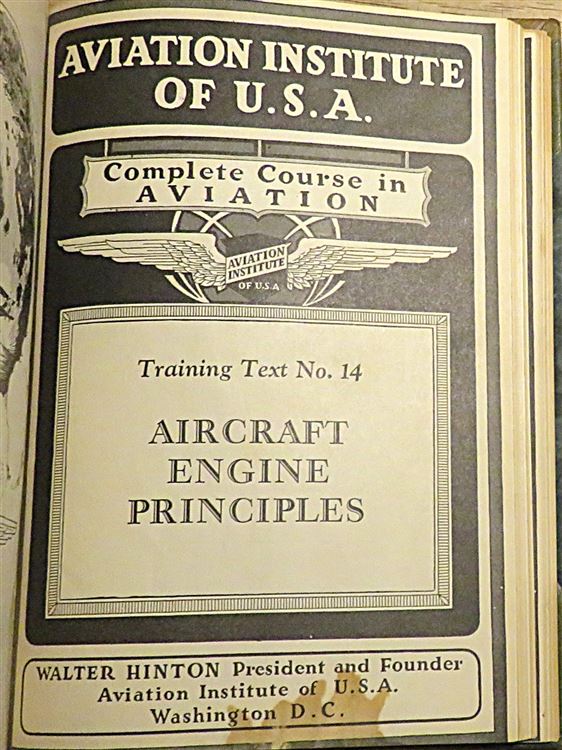 AVIATION INSTITUTE
OF U.S.A.
Complete Course in
AVIATION
AVIATION
INSTITUTE
OF U.S.A
Training Text No. 14
AIRCRAFT
ENGINE
PRINCIPLES
WALTER HINTON President and Founder
Aviation Institute of U.S.A.
Washington D.C.